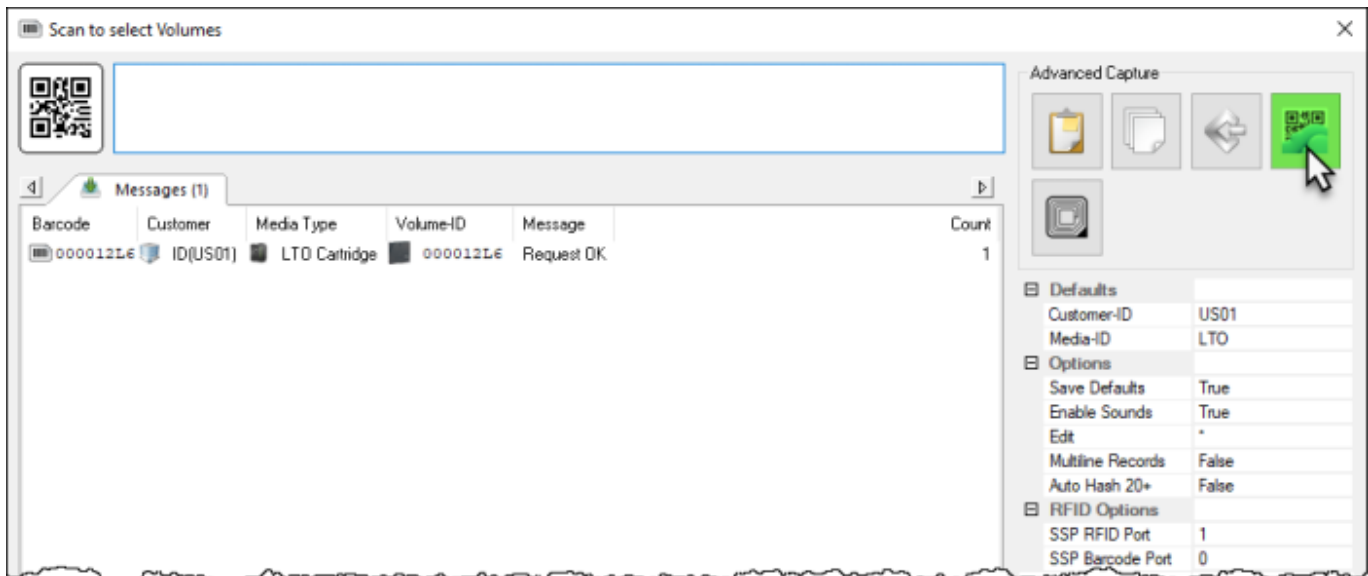 Scan to select Volumes
Advanced Capture
Messages (1)
Barcode Customer Media Type Volume-ID Message Count
000012L6 ID(US01) LTO Cartridge 000012L6 Request OK 1
Defaults
Customer-ID US01
Media-ID LTO
Options
Save Defaults True
Enable Sounds True
Edit *
Multiline Records False
Auto Hash 20+ False
RFID Options
SSP RFID Port 1
SSP Barcode Port 0